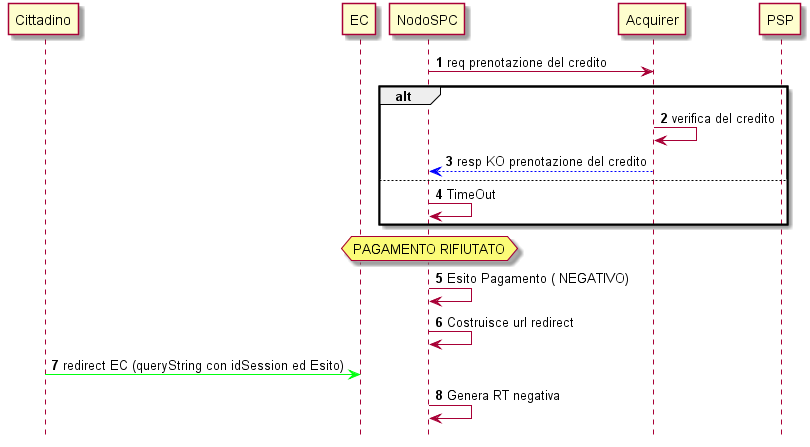 Cittadino
EC
NodoSPC
Acquirer
PSP
1 req prenotazione del credito
alt
2 verifica del credito
3 resp KO prenotazione del credito
4 TimeOut
PAGAMENTO RIFIUTATO
5 Esito Pagamento ( NEGATIVO)
6 Costruisce url redirect
7 redirect EC (queryString con idSession ed Esito)
8 Genera RT negativa